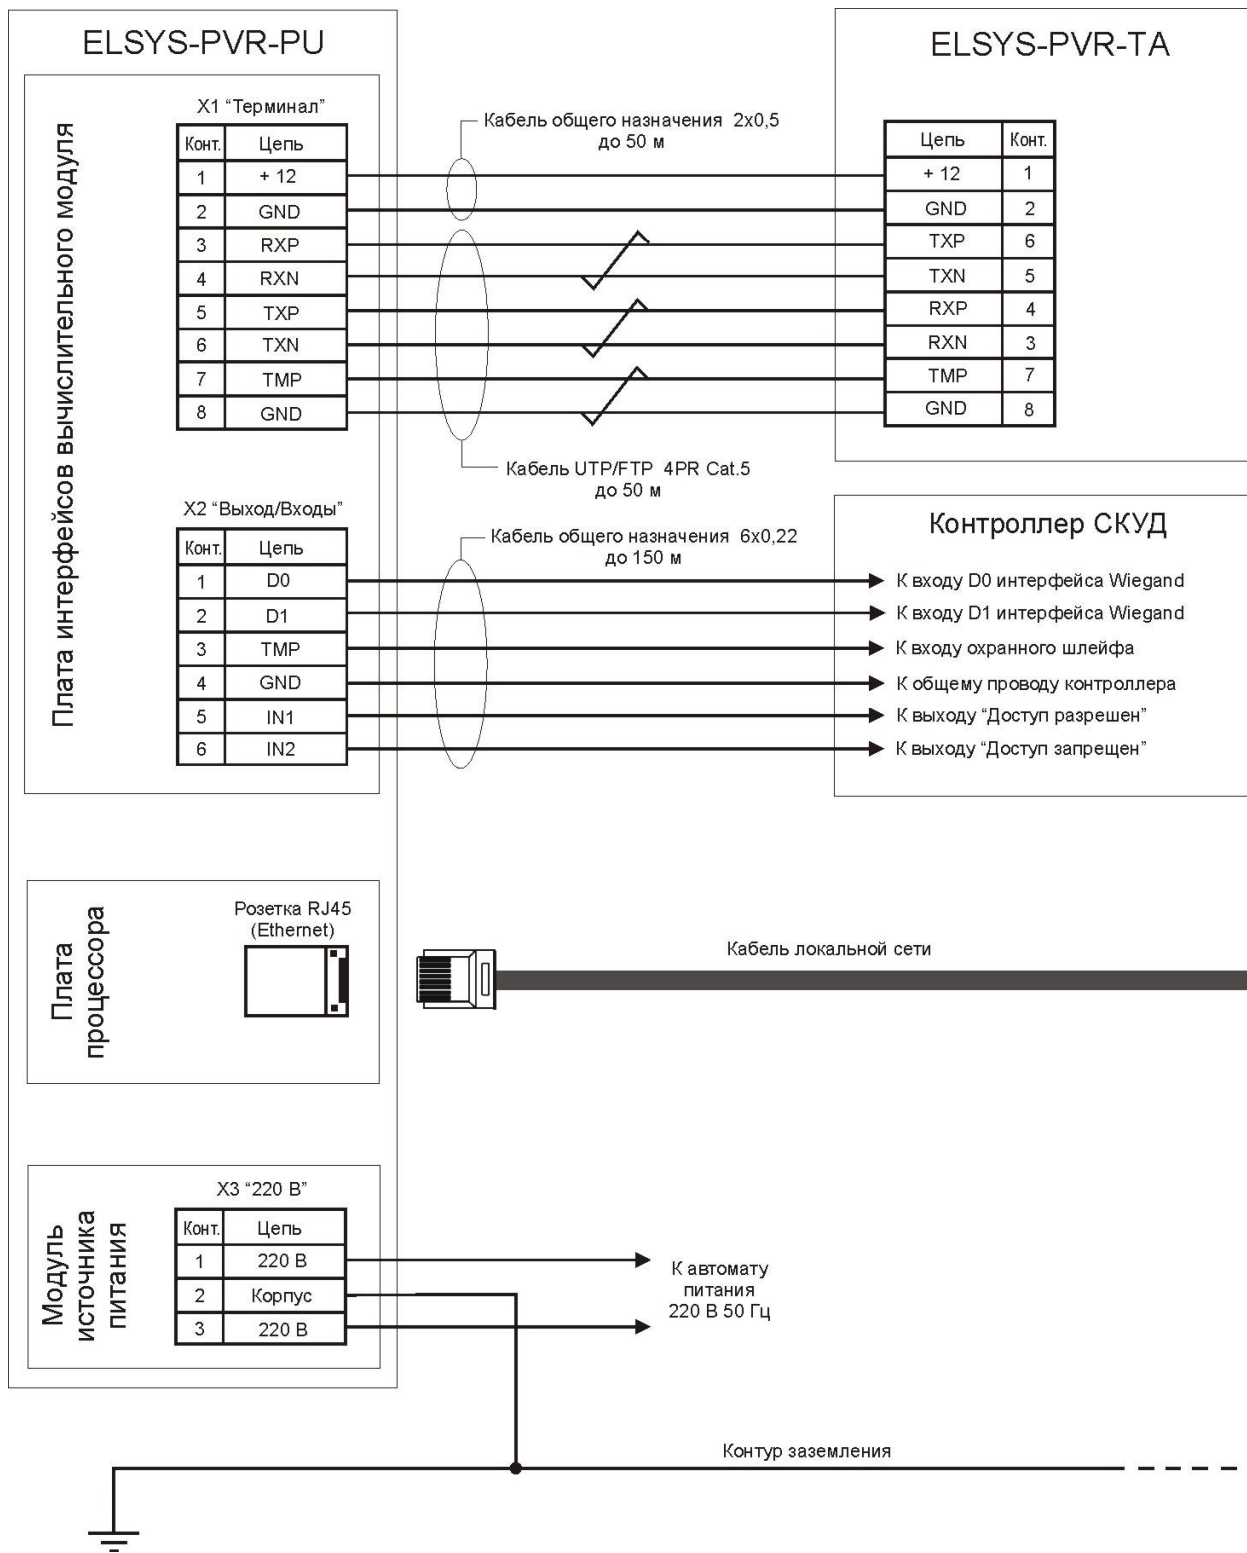 ELSYS-PVR-PU
ELSYS-PVR-TA
Плата интерфейсов вычислительного модуля
X1 “Терминал”
Конт. Цепь
1 + 12
2 GND
3 RXP
4 RXN
5 TXP
6 TXN
7 TMP
8 GND
Кабель общего назначения 2x0,5
до 50 м
Цепь Конт.
+ 12 1
GND 2
TXP 6
TXN 5
RXP 4
RXN 3
TMP 7
GND 8
Кабель UTP/FTP 4PR Cat.5
до 50 м
X2 “Выход/Входы”
Конт. Цепь
1 D0
2 D1
3 TMP
4 GND
5 IN1
6 IN2
Кабель общего назначения 6x0,22
до 150 м
Контроллер СКУД
К входу D0 интерфейса Wiegand
К входу D1 интерфейса Wiegand
К входу охранного шлейфа
К общему проводу контроллера
К выходу “Доступ разрешен”
К выходу “Доступ запрещен”
Плата
процессора
Розетка RJ45
(Ethernet)
Кабель локальной сети
Модуль
источника
питания
X3 “220 В”
Конт. Цепь
1 220 В
2 Корпус
3 220 В
К автомату
питания
220 В 50 Гц
Контур заземления